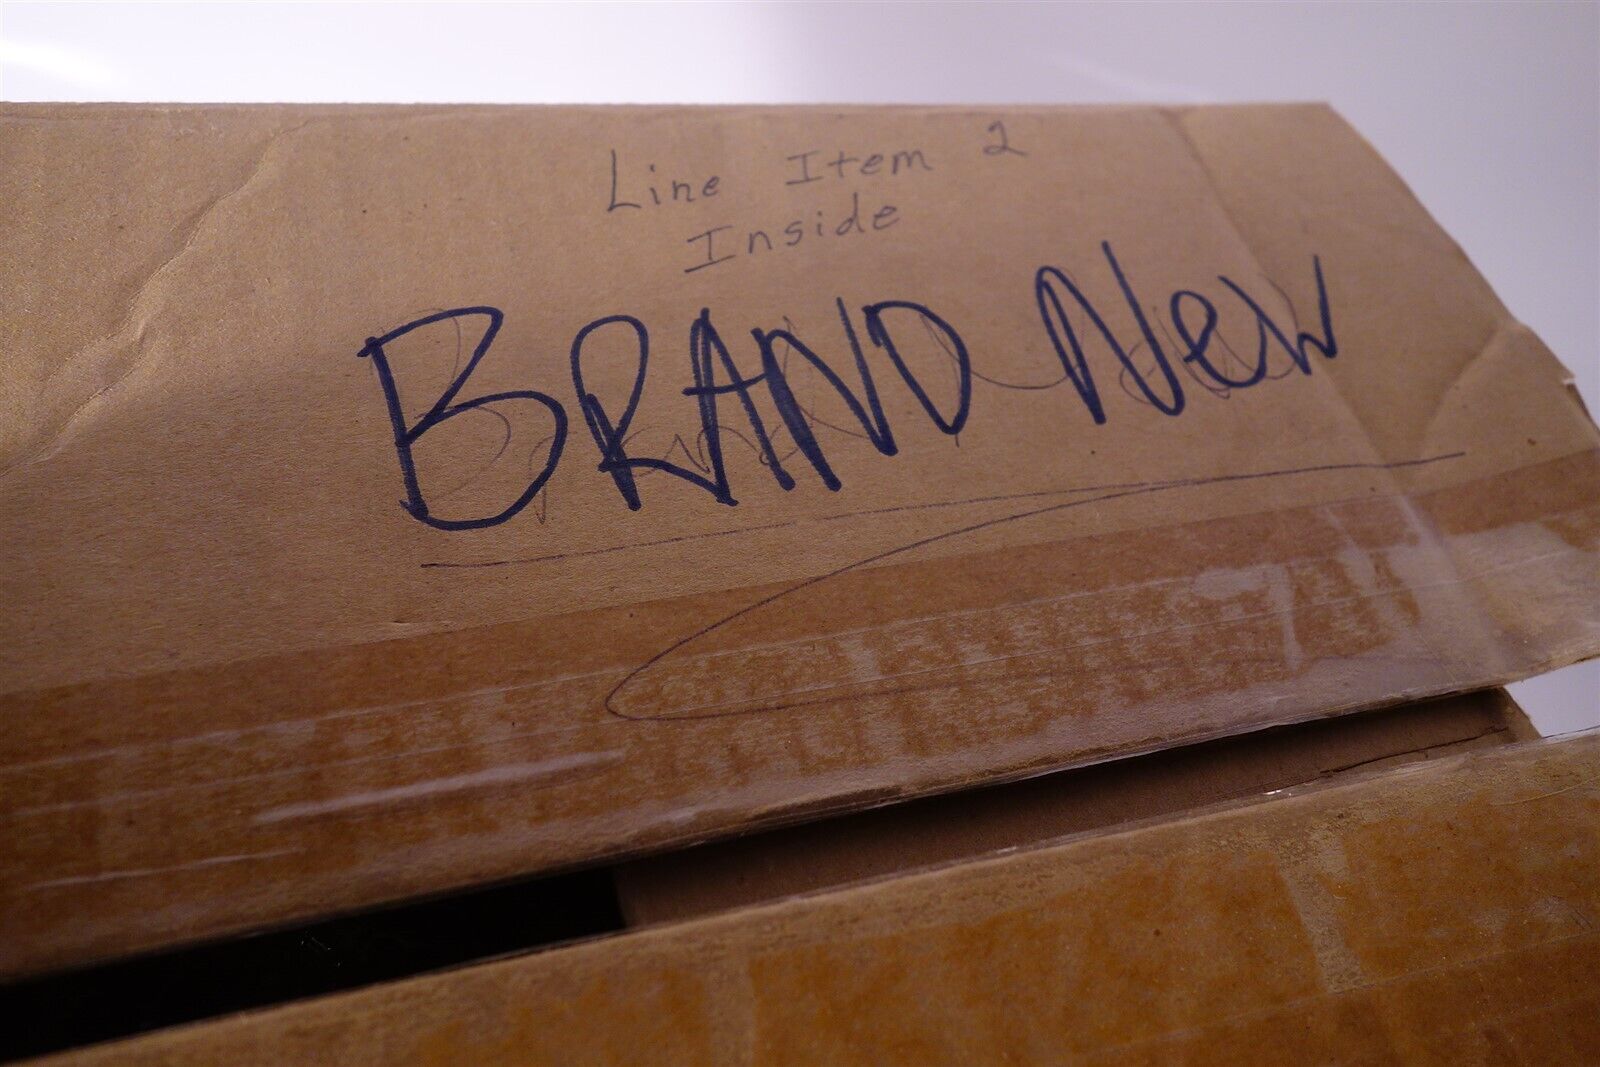 Line Item 2
Inside
BRAND New